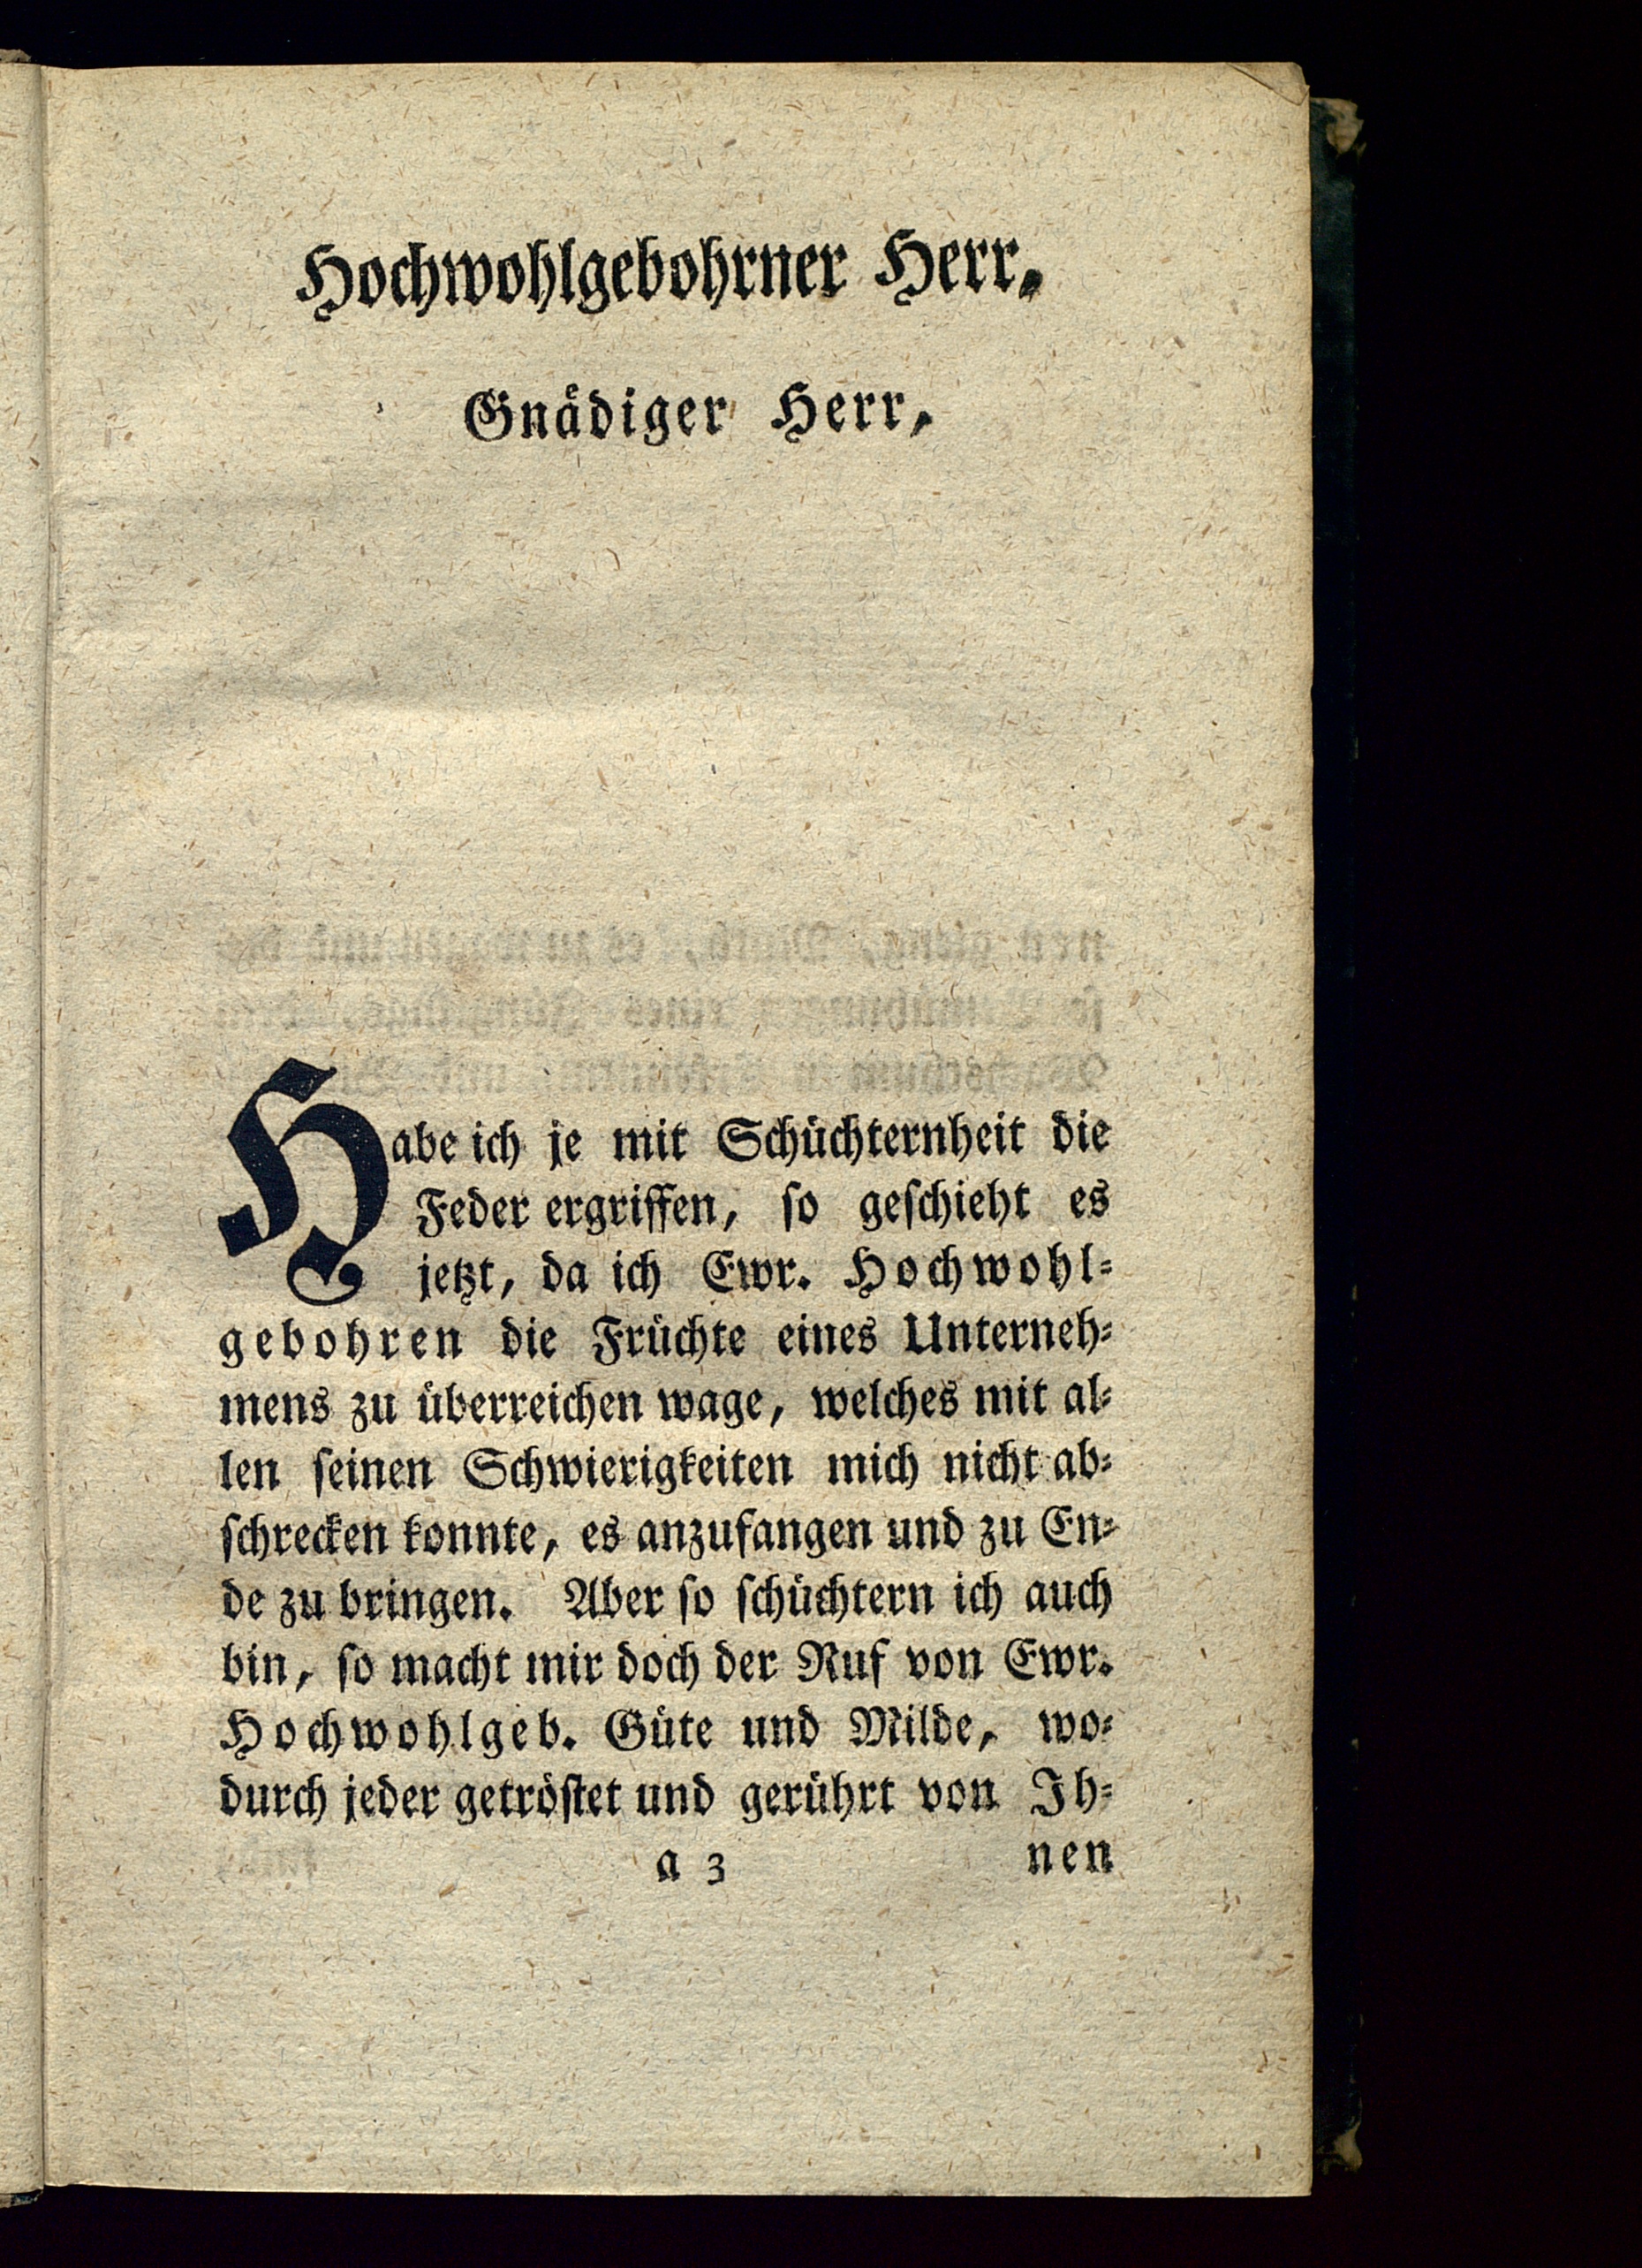 Hochwohlgebohrner Herr,
Gnädiger Herr,
Habe ich je mit Schüchternheit die
Feder ergriffen, ſo geſchieht es
jetzt, da ich Ewr. Hochwohl⸗
gebohren die Früchte eines Unterneh⸗
mens zu überreichen wage, welches mit al⸗
len ſeinen Schwierigkeiten mich nicht ab⸗
ſchrecken konnte, es anzufangen und zu En⸗
de zu bringen. Aber ſo ſchüchtern ich auch
bin, ſo macht mir doch der Ruf von Ewr.
Hochwohlgeb. Güte und Milde, wo⸗
durch jeder getröſtet und gerührt von Ih⸗
a 3 nen